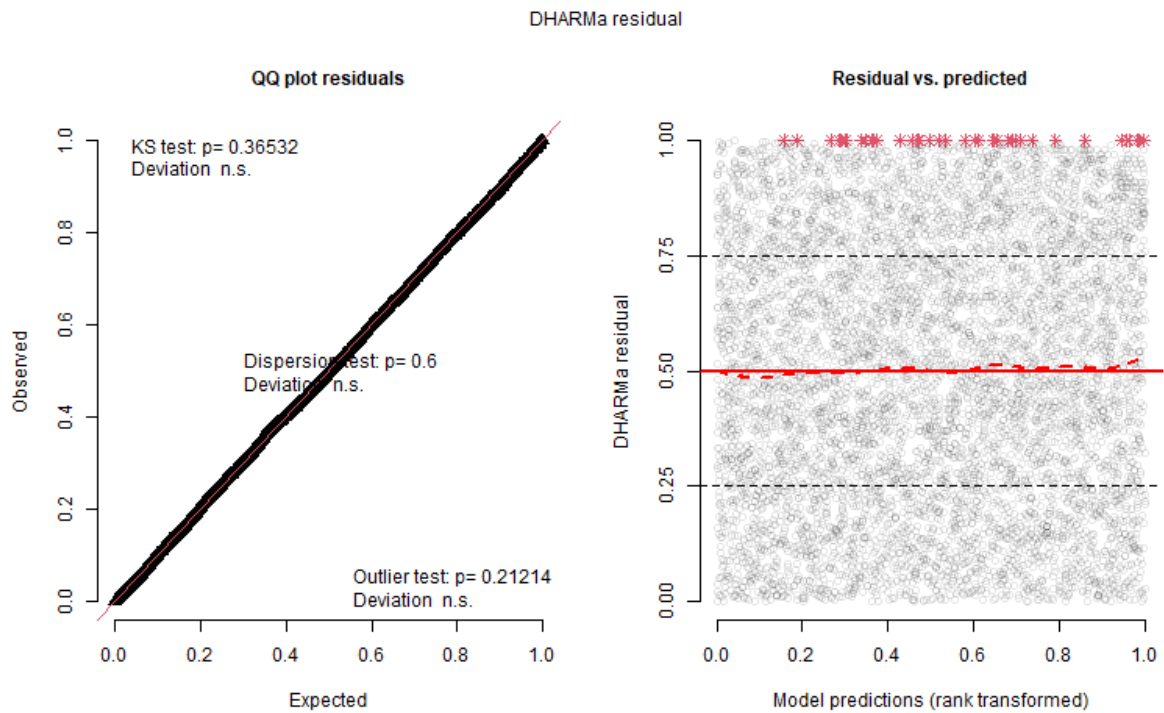 DHARMa residual
QQ plot residuals
KS test: p= 0.36532
Deviation n.s.
Dispersion test: p= 0.6
Deviation n.s.
Outlier test: p= 0.21214
Deviation n.s.
Observed
1.0
0.8
0.6
0.4
0.2
0.0
0.0 0.2 0.4 0.6 0.8 1.0
Expected
Residual vs. predicted
DHARMa residual
1.00
0.75
0.50
0.25
0.00
0.0 0.2 0.4 0.6 0.8 1.0
Model predictions (rank transformed)